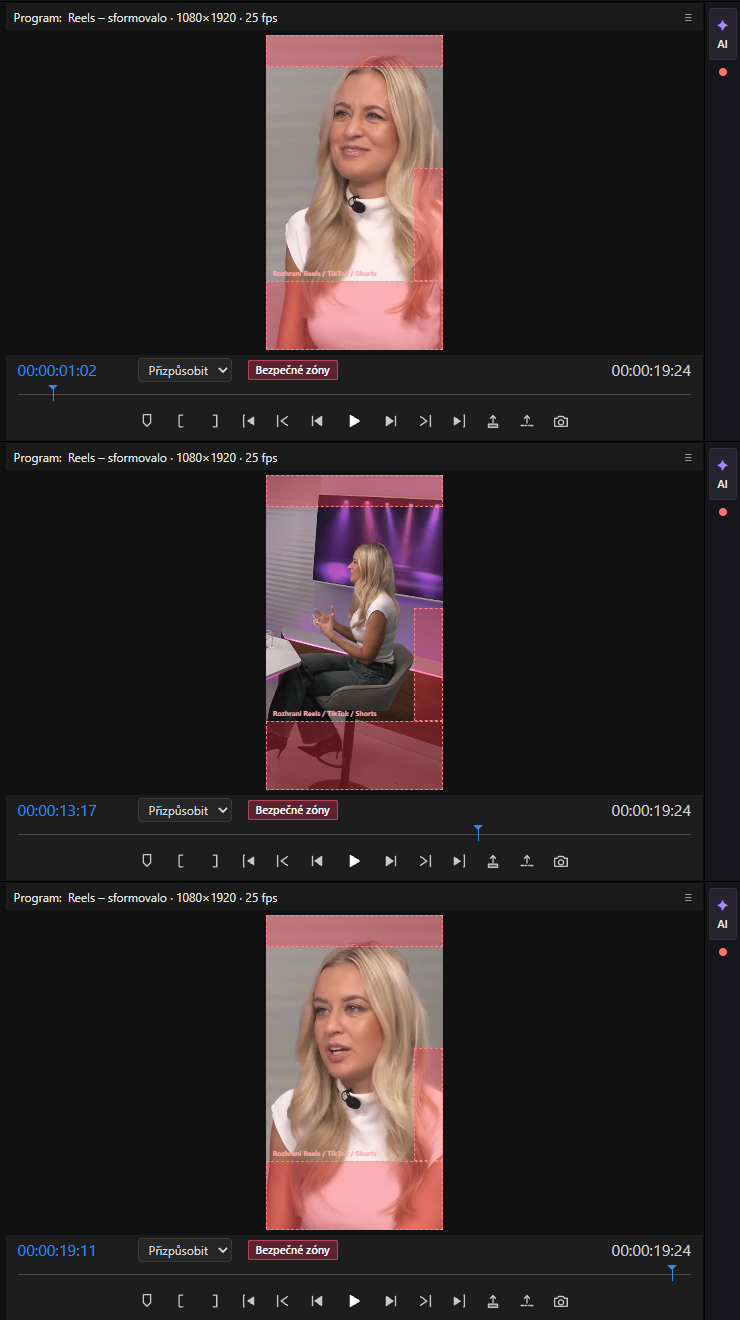 Program: Reels – sformovalo · 1080×1920 · 25 fps
AI
Rozhraní Reels / TikTok / Shorts
00:00:01:02 Přizpůsobit Bezpečné zóny 00:00:19:24
Program: Reels – sformovalo · 1080×1920 · 25 fps
AI
Rozhraní Reels / TikTok / Shorts
00:00:13:17 Přizpůsobit Bezpečné zóny 00:00:19:24
Program: Reels – sformovalo · 1080×1920 · 25 fps
AI
Rozhraní Reels / TikTok / Shorts
00:00:19:11 Přizpůsobit Bezpečné zóny 00:00:19:24